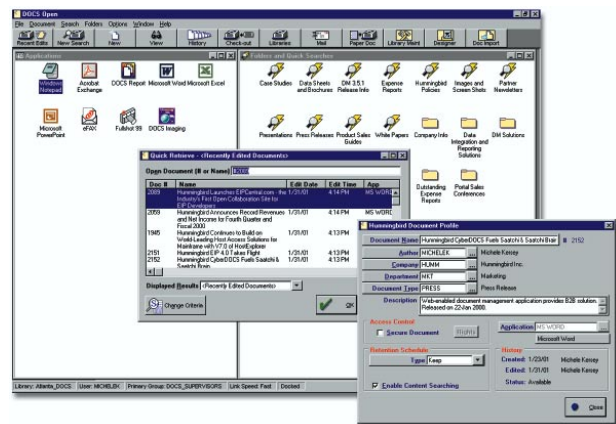 DOCS Open
File Document Search Folders Options Window Help
Recent Edits New Search New View History Check-out Libraries Mail Paper Doc Library Maint Designer Doc Import
Applications
Folders and Quick Searches
Windows Notepad
Acrobat Exchange
DOCS Report
Microsoft Word
Microsoft Excel
Microsoft PowerPoint
eFAX
Fullshot '99
DOCS Imaging
Case Studies
Data Sheets and Brochures
DM 3.5.1 Release Info
Expense Reports
Hummingbird Policies
Images and Screen Shots
Partner Newsletters
Presentations
Press Releases
Product Sales Guides
White Papers
Company Info
Data Integration and Reporting Solutions
DM Solutions
Outstanding Expense Reports
Portal Sales Conferences
Quick Retrieve - <Recently Edited Documents>
Open Document (# or Name)
Doc # Name Edit Date Edit Time App
Hummingbird Launches EIPCentral.com - the 1/31/01 4:14 PM MS WORD
Industry's First Open-Collaboration Site for
EIP Developers
2059 Hummingbird Announces Record Revenues 1/31/01 4:14 PM MS WORD
and Net Income for Fourth Quarter and
Fiscal 2000
1945 Hummingbird Continues to Build on 1/31/01 4:13 PM MS WORD
World-Leading Host Access Solutions for
Mainframe with V7.0 of HostExplorer
2151 Hummingbird EIP 4.0 Takes Flight 1/31/01 4:13 PM MS WORD
2152 Hummingbird CyberDOCS Fuels Saatchi & 1/31/01 4:13 PM MS WORD
Saatchi Brain
Displayed Results <Recently Edited Documents>
Change Criteria
OK
Hummingbird Document Profile
Document Name Hummingbird CyberDOCS Fuels Saatchi & Saatchi Brain # 2152
Author MICHELEK ... Michele Kersey
Company HUMM ... Hummingbird Inc.
Department MKT ... Marketing
Document Type PRESS ... Press Release
Description Web-enabled document management application provides B2B solution.
Released on 22-Jan 2000.
Access Control
Secure Document Rights
Application MS WORD ...
Microsoft Word
Retention Schedule
Type Keep
Enable Content Searching
History
Created: 1/23/01 Michele Kersey
Edited: 1/31/01 Michele Kersey
Status: Available
Close
Library: Atlanta_DOCS User: MICHELEK Primary Group: DOCS_SUPERVISORS Link Speed: Fast Docked